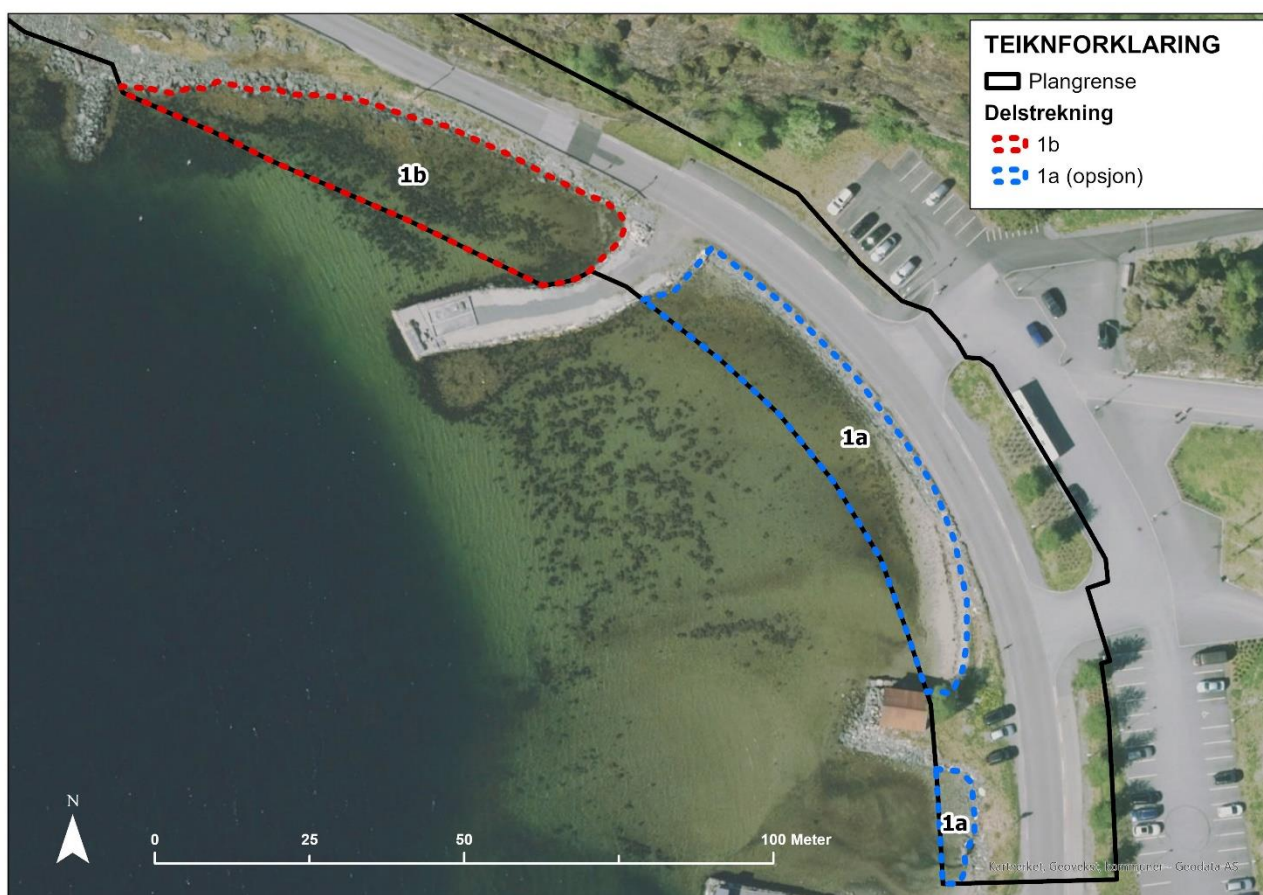 TEIKNFORKLARING
Plangrense
Delstrekning
1b
1a (opsjon)
1b
1a
1a
N
0 25 50 100 Meter
Kartverket, Geovekst, kommuner - Geodata AS